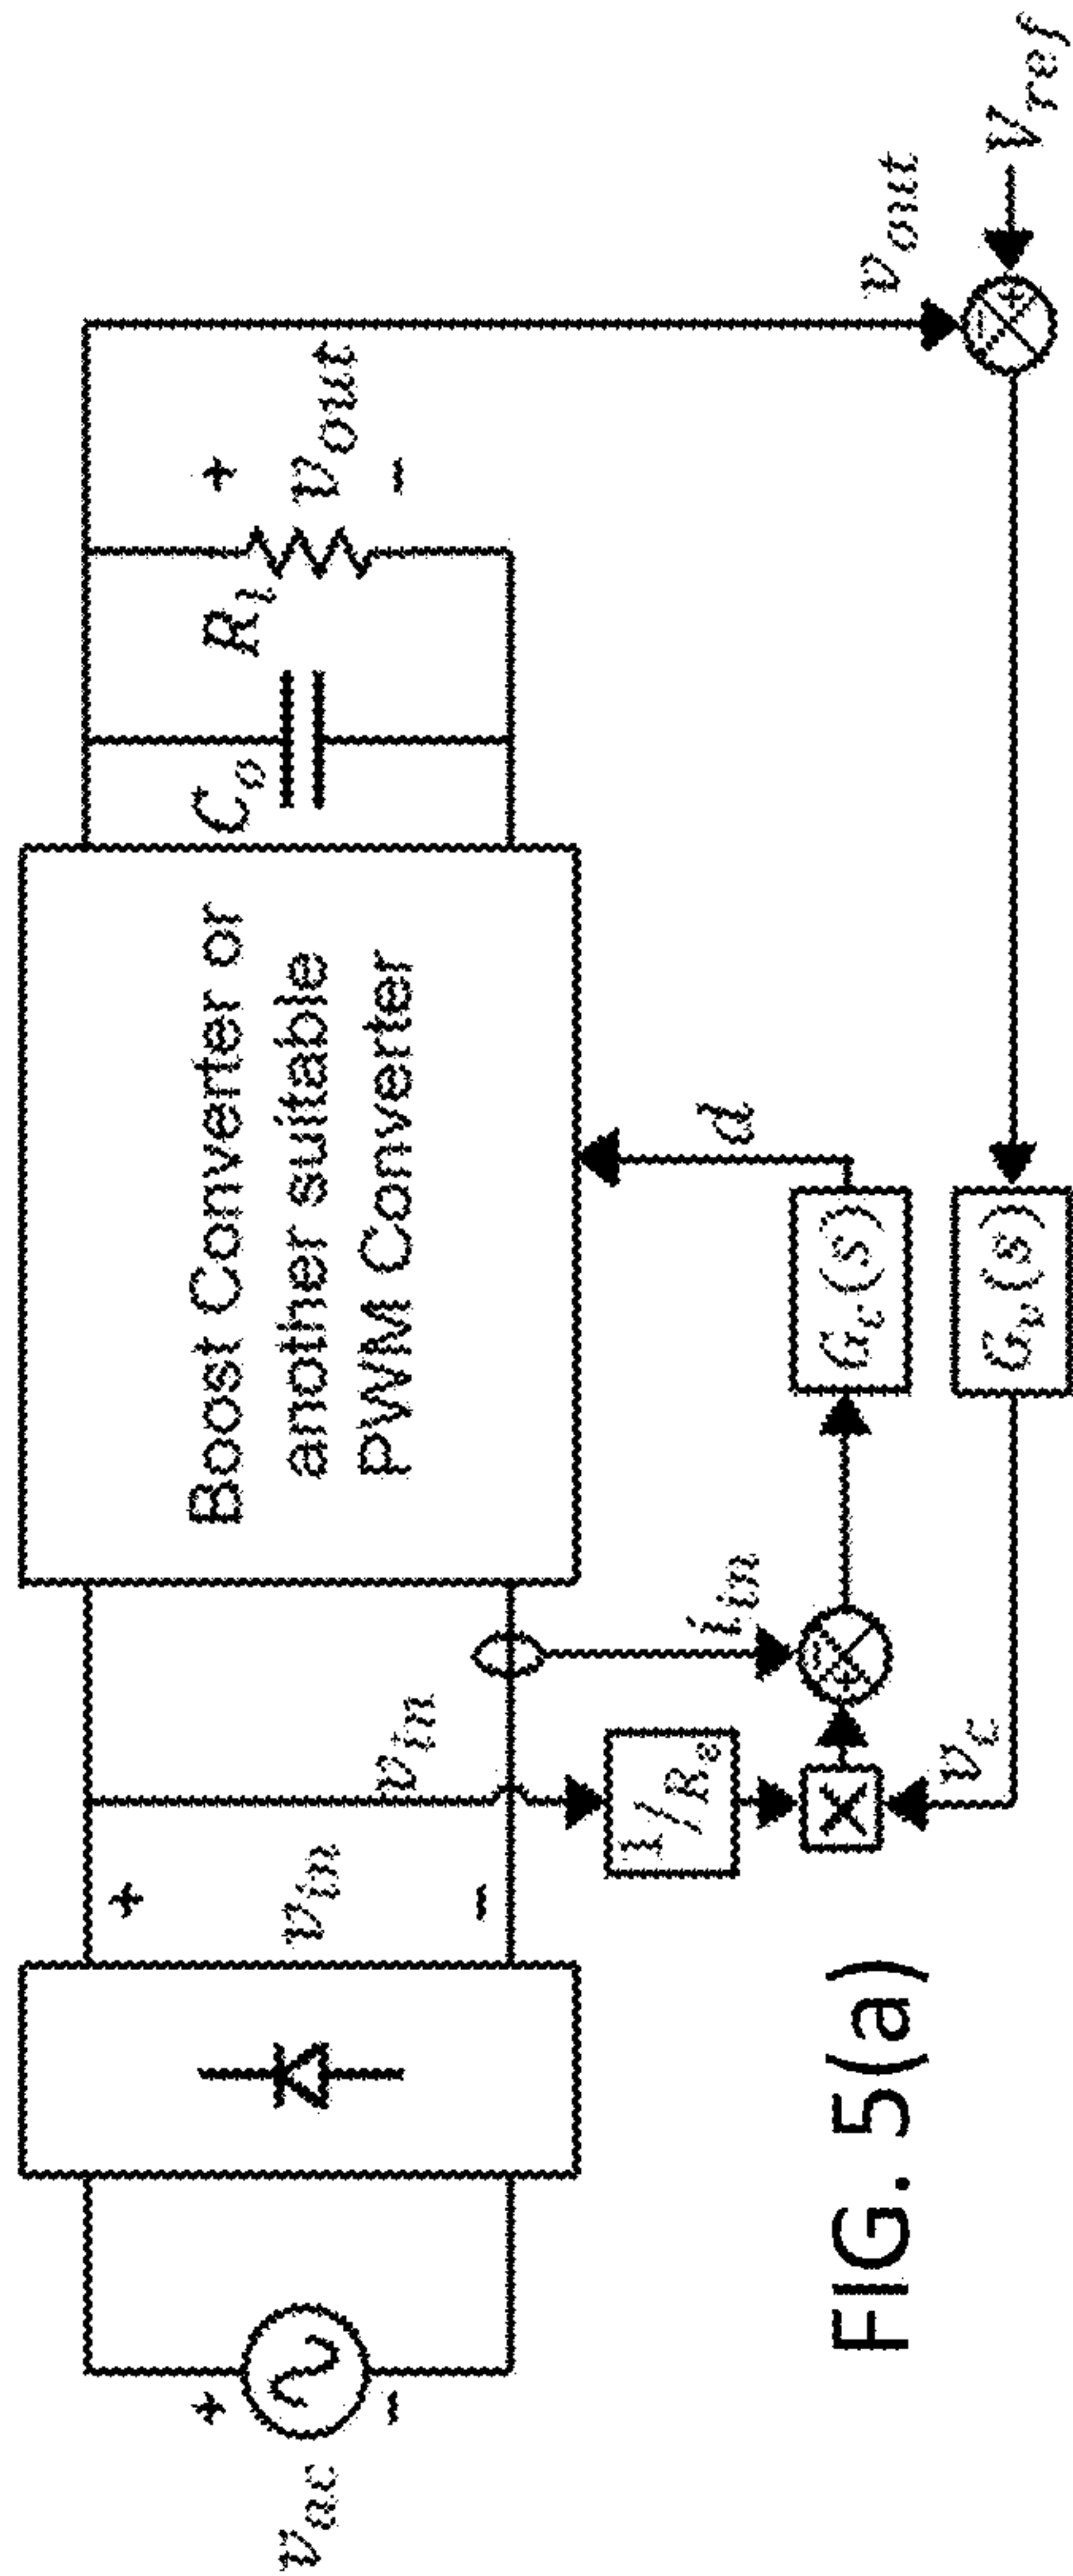 v_ac
+
-
+
v_in
-
v_in
i_in
Boost Converter or
another suitable
PWM Converter
C_o
R_l
+
v_out
-
v_out
V_ref
-
+
1/R_e
×
-
+
G_c(s)
d
v_c
G_v(s)
FIG. 5(a)